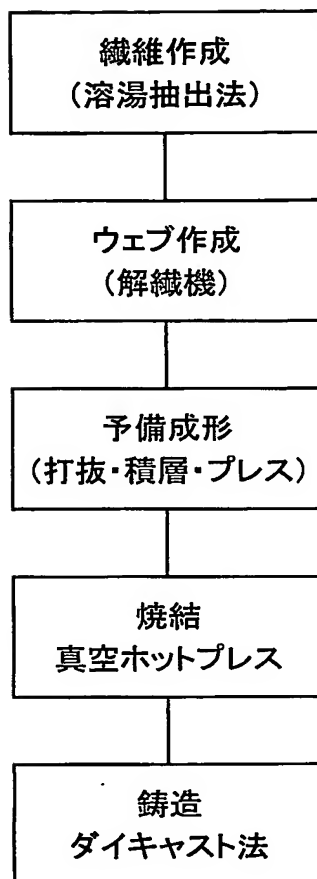 繊維作成
(溶湯抽出法)
ウェブ作成
(解繊機)
予備成形
(打抜・積層・プレス)
焼結
真空ホットプレス
鋳造
ダイキャスト法